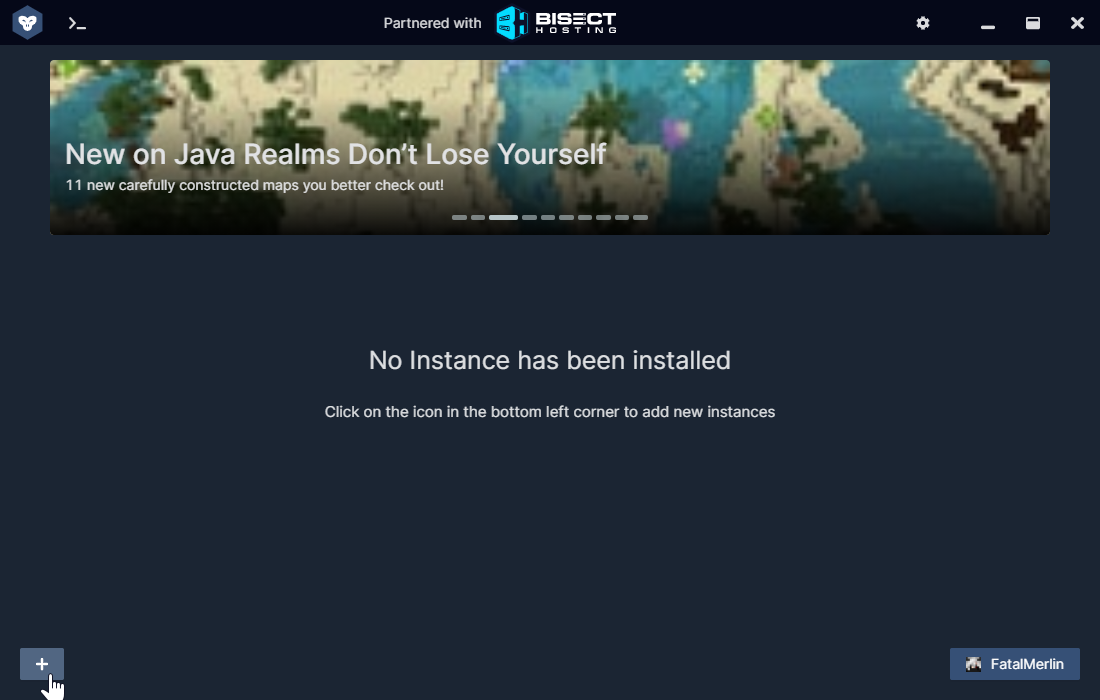 Partnered with BISECT
HOSTING
New on Java Realms Don’t Lose Yourself
11 new carefully constructed maps you better check out!
No Instance has been installed
Click on the icon in the bottom left corner to add new instances
FatalMerlin